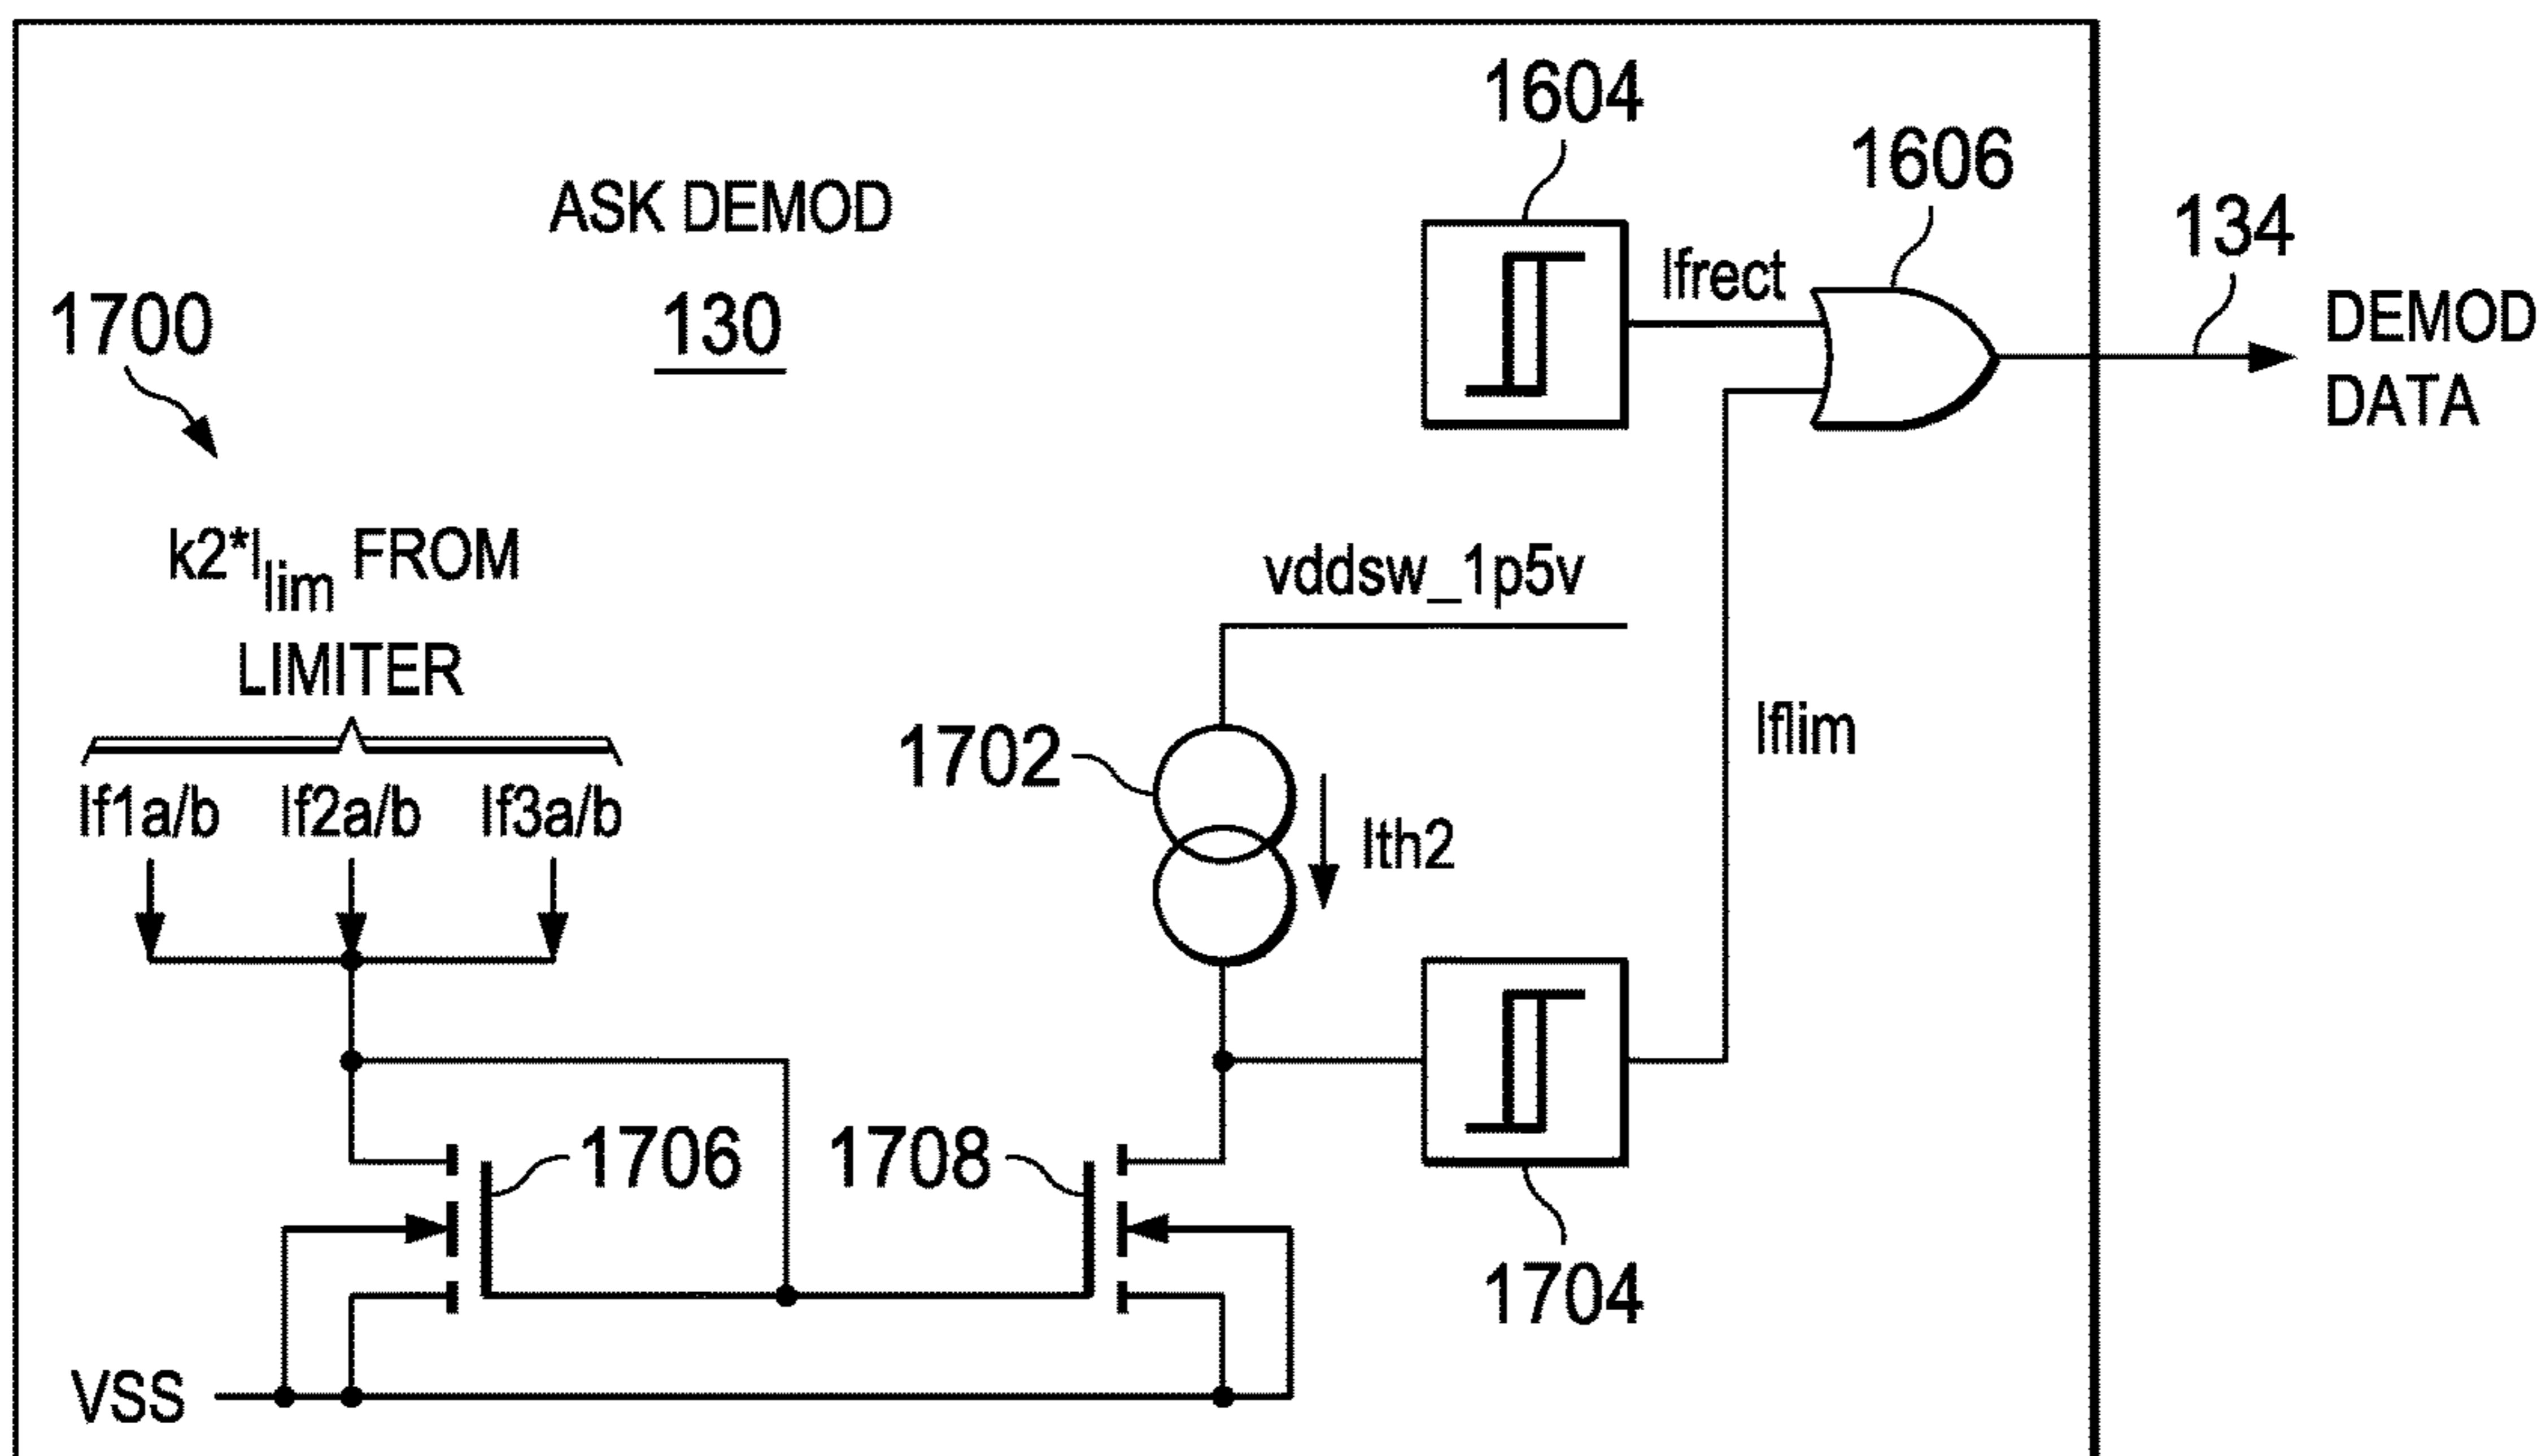 1604
1606
ASK DEMOD
134
130
Ifrect
DEMOD
DATA
1700
k2*Ilim FROM
LIMITER
vddsw_1p5v
1702
Iflim
If1a/b If2a/b If3a/b
Ith2
1706
1708
1704
VSS